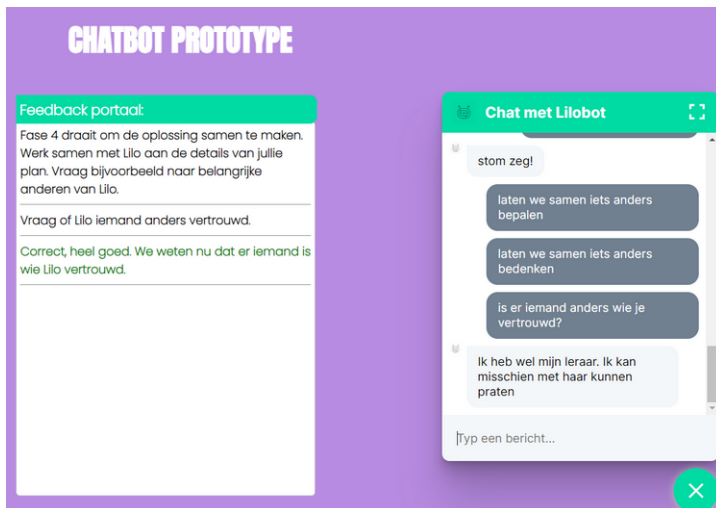 CHATBOT PROTOTYPE
Feedback portaal:
Fase 4 draait om de oplossing samen te maken.
Werk samen met Lilo aan de details van jullie
plan. Vraag bijvoorbeeld naar belangrijke
anderen van Lilo.
Vraag of Lilo iemand anders vertrouwd.
Correct, heel goed. We weten nu dat er iemand is
wie Lilo vertrouwd.
Chat met Lilobot
stom zeg!
laten we samen iets anders
bepalen
laten we samen iets anders
bedenken
is er iemand anders wie je
vertrouwd?
Ik heb wel mijn leraar. Ik kan
misschien met haar kunnen
praten
Typ een bericht...